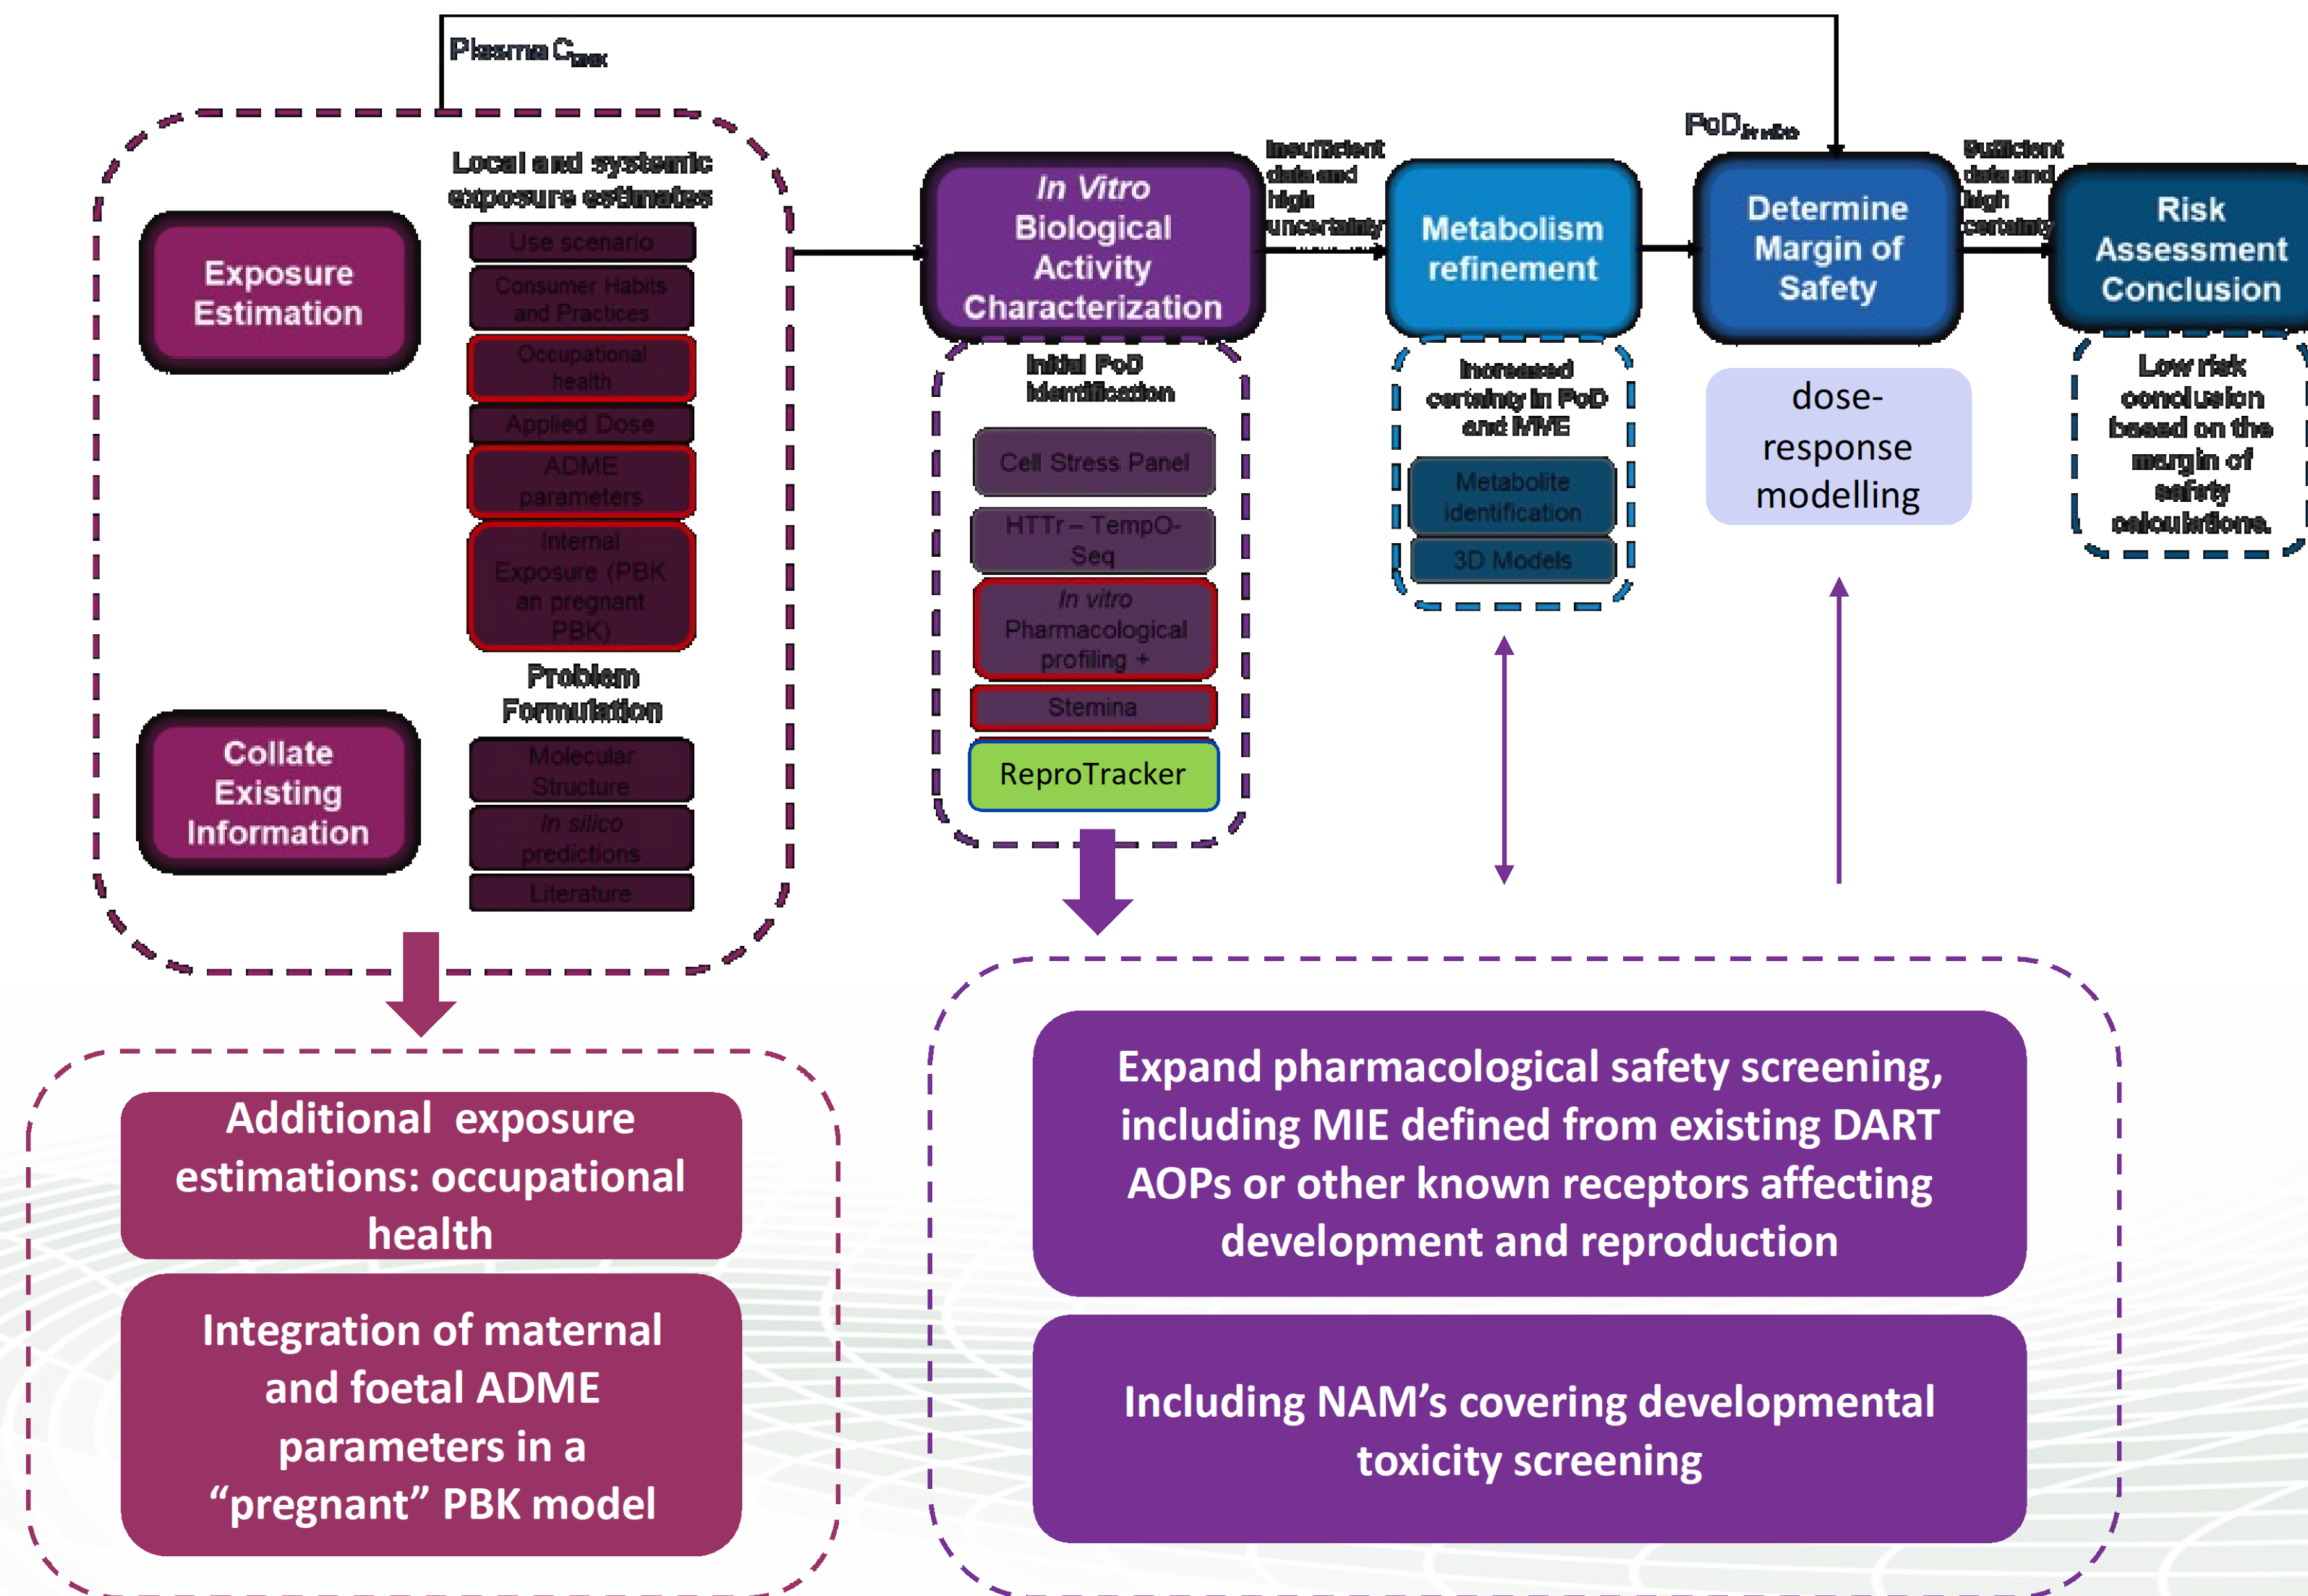 Plasma Cmax
Local and systemic
exposure estimates
Exposure
Estimation
Use scenario
Consumer Habits
and Practices
Occupational
health
Applied Dose
ADME
parameters
Internal
Exposure (PBK
an pregnant
PBK)
Problem
Formulation
Collate
Existing
Information
Molecular
Structure
In silico
predictions
Literature
In Vitro
Biological
Activity
Characterization
Initial PoD
identification
Cell Stress Panel
HTTr – TempO-
Seq
In vitro
Pharmacological
profiling +
Stemina
ReproTracker
Insufficient
data and
high
uncertainty
Metabolism
refinement
Increased
certainty in PoD
and IVIVE
Metabolite
identification
3D Models
PoDin vitro
Determine
Margin of
Safety
dose-
response
modelling
Sufficient
data and
high
certainty
Risk
Assessment
Conclusion
Low risk
conclusion
based on the
margin of
safety
calculations.
Additional exposure
estimations: occupational
health
Integration of maternal
and foetal ADME
parameters in a
“pregnant” PBK model
Expand pharmacological safety screening,
including MIE defined from existing DART
AOPs or other known receptors affecting
development and reproduction
Including NAM’s covering developmental
toxicity screening